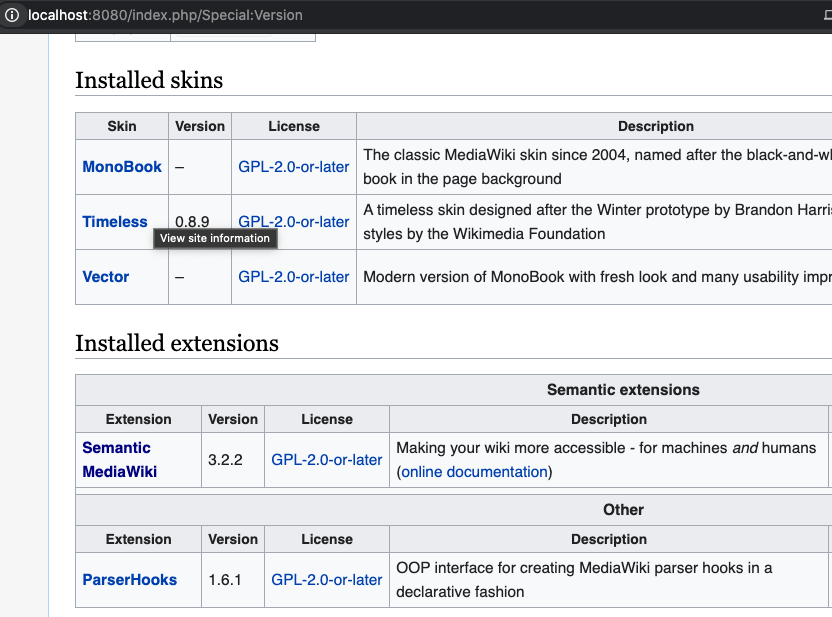 localhost:8080/index.php/Special:Version
Installed skins
Skin Version License Description
MonoBook – GPL-2.0-or-later The classic MediaWiki skin since 2004, named after the black-and-
book in the page background
Timeless 0.8.9 GPL-2.0-or-later A timeless skin designed after the Winter prototype by Brandon
styles by the Wikimedia Foundation
View site information
Vector – GPL-2.0-or-later Modern version of MonoBook with fresh look and many usability
Installed extensions
Semantic extensions
Extension Version License Description
Semantic
MediaWiki
3.2.2 GPL-2.0-or-later
Making your wiki more accessible - for machines and humans
(online documentation)
Other
Extension Version License Description
ParserHooks 1.6.1 GPL-2.0-or-later
OOP interface for creating MediaWiki parser hooks in a
declarative fashion